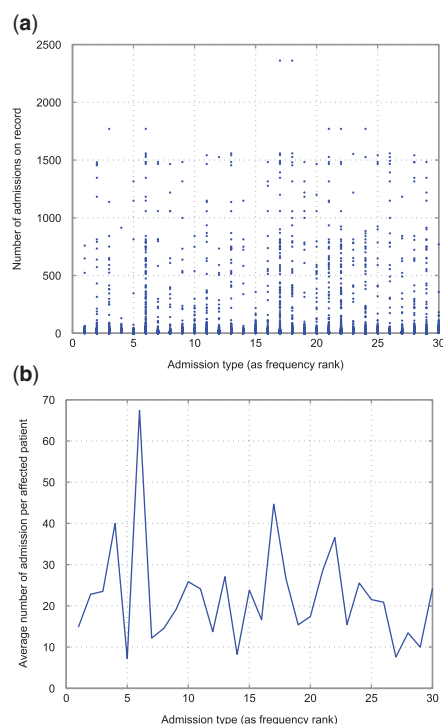 (a)
2500
2000
1500
1000
500
0
Number of admissions on record
0 5 10 15 20 25 30
Admission type (as frequency rank)
(b)
70
60
50
40
30
20
10
0
Average number of admission per affected patient
0 5 10 15 20 25 30
Admission type (as frequency rank)